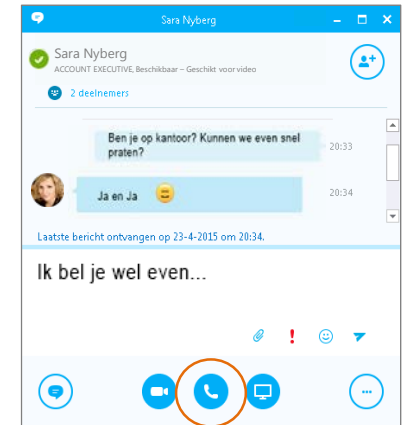 Sara Nyberg
Sara Nyberg
ACCOUNT EXECUTIVE, Beschikbaar – Geschikt voor video
2 deelnemers
Ben je op kantoor? Kunnen we even snel
praten?
20:33
Ja en Ja
20:34
Laatste bericht ontvangen op 23-4-2015 om 20:34.
Ik bel je wel even...